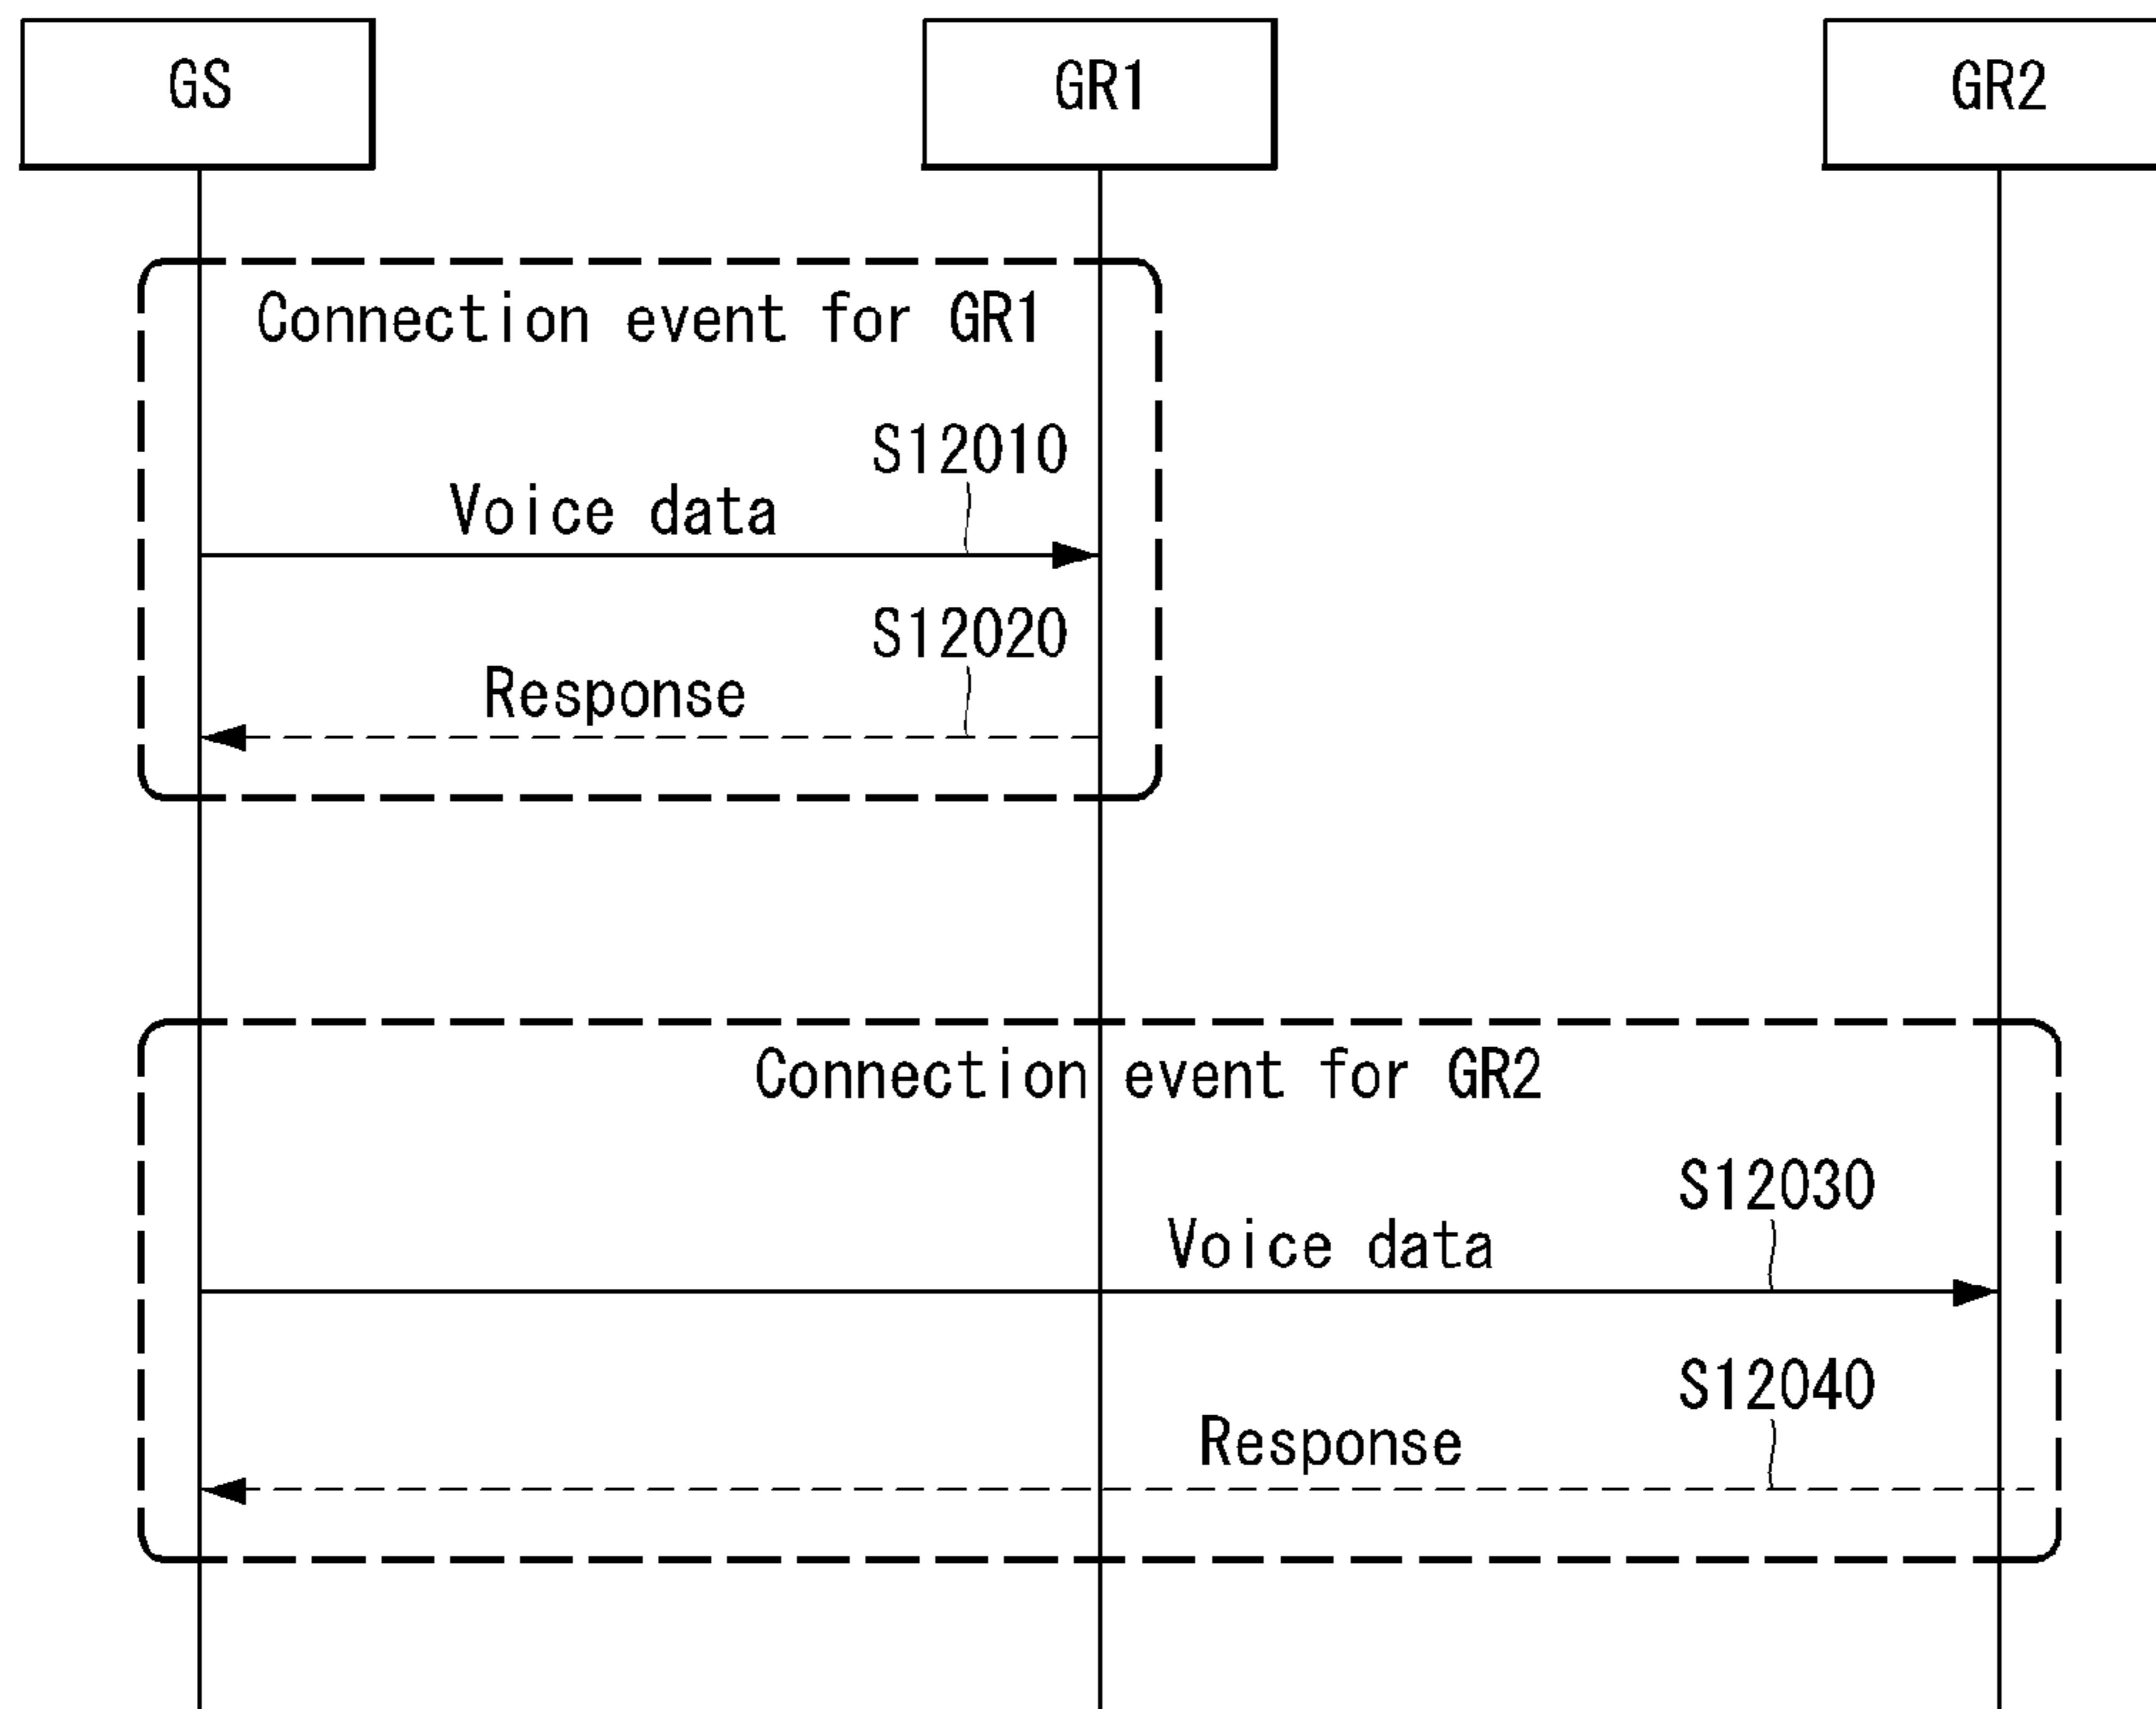 GS
GR1
GR2
Connection event for GR1
S12010
Voice data
S12020
Response
Connection event for GR2
S12030
Voice data
S12040
Response